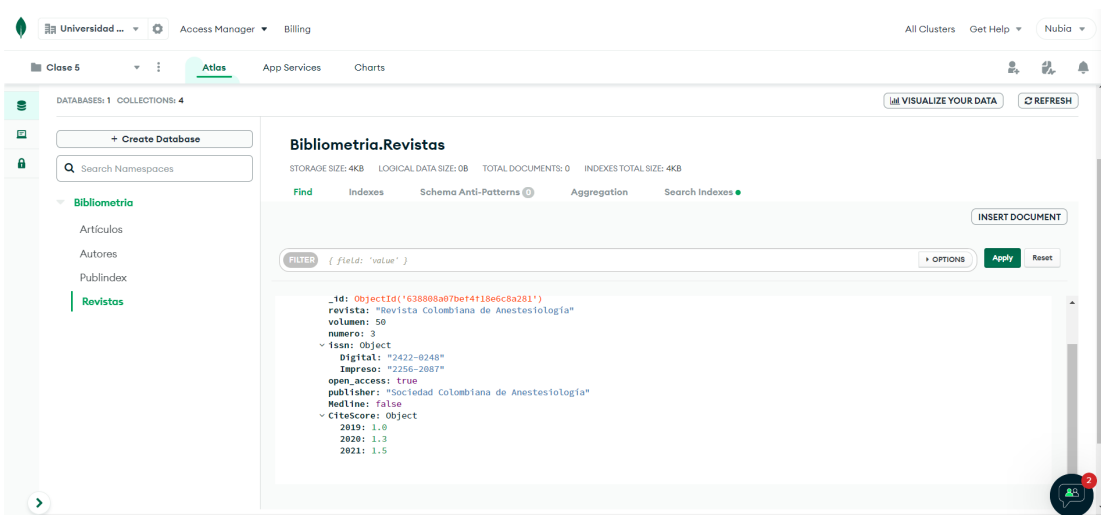 Universidad ...
Access Manager
Billing
All Clusters
Get Help
Nubia
Clase 5
Atlas
App Services
Charts
DATABASES: 1 COLLECTIONS: 4
VISUALIZE YOUR DATA
REFRESH
+ Create Database
Search Namespaces
Bibliometria
Artículos
Autores
Publindex
Revistas
Bibliometria.Revistas
STORAGE SIZE: 4KB LOGICAL DATA SIZE: 0B TOTAL DOCUMENTS: 0 INDEXES TOTAL SIZE: 4KB
Find Indexes Schema Anti-Patterns 0 Aggregation Search Indexes
INSERT DOCUMENT
FILTER { field: 'value' }
OPTIONS
Apply
Reset
_id: ObjectId('638808a07bef4f18e6c8a281')
revista: "Revista Colombiana de Anestesiología"
volumen: 50
numero: 3
issn: Object
Digital: "2422-0248"
Impreso: "2256-2087"
open_access: true
publisher: "Sociedad Colombiana de Anestesiología"
Medline: false
CiteScore: Object
2019: 1.0
2020: 1.3
2021: 1.5
2